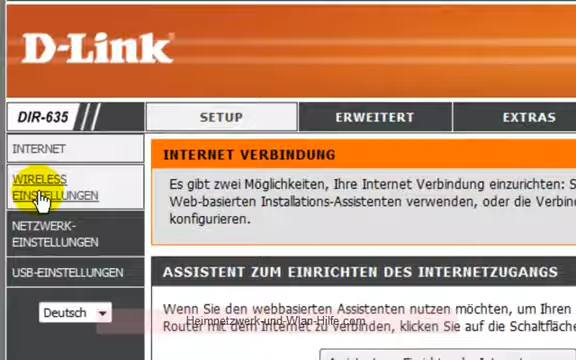 D-Link
DIR-635
SETUP
ERWEITERT
EXTRAS
INTERNET
WIRELESS
EINSTELLUNGEN
NETZWERK-
EINSTELLUNGEN
USB-EINSTELLUNGEN
Deutsch
INTERNET VERBINDUNG
Es gibt zwei Möglichkeiten, Ihre Internet Verbindung einzurichten: S
Web-basierten Installations-Assistenten verwenden, oder die Verbin
konfigurieren.
ASSISTENT ZUM EINRICHTEN DES INTERNETZUGANGS
Wenn Sie den webbasierten Assistenten nutzen möchten, um Ihren
Router mit dem Internet zu verbinden, klicken Sie auf die Schaltfläche
Heimnetzwerk-und-Wlan-Hilfe.com